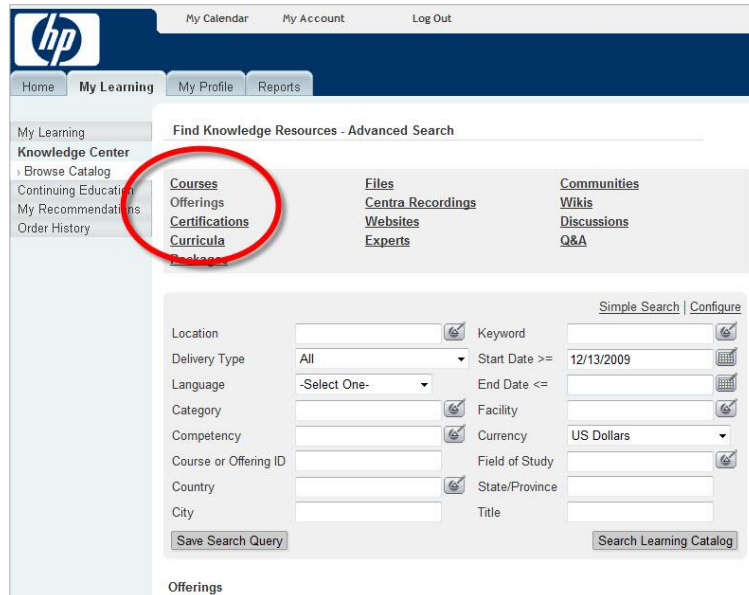 hp
My Calendar My Account Log Out
Home My Learning My Profile Reports
My Learning
Knowledge Center
› Browse Catalog
Continuing Education
My Recommendations
Order History
Find Knowledge Resources - Advanced Search
Courses Files Communities
Offerings Centra Recordings Wikis
Certifications Websites Discussions
Curricula Experts Q&A
Packages
Simple Search | Configure
Location Keyword
Delivery Type All Start Date >= 12/13/2009
Language -Select One- End Date <=
Category Facility
Competency Currency US Dollars
Course or Offering ID Field of Study
Country State/Province
City Title
Save Search Query Search Learning Catalog
Offerings